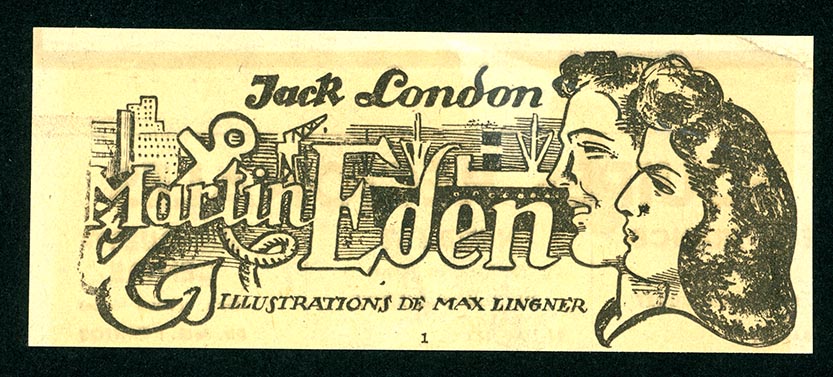 Jack London
Martin Eden
ILLUSTRATIONS DE MAX LINGNER
1